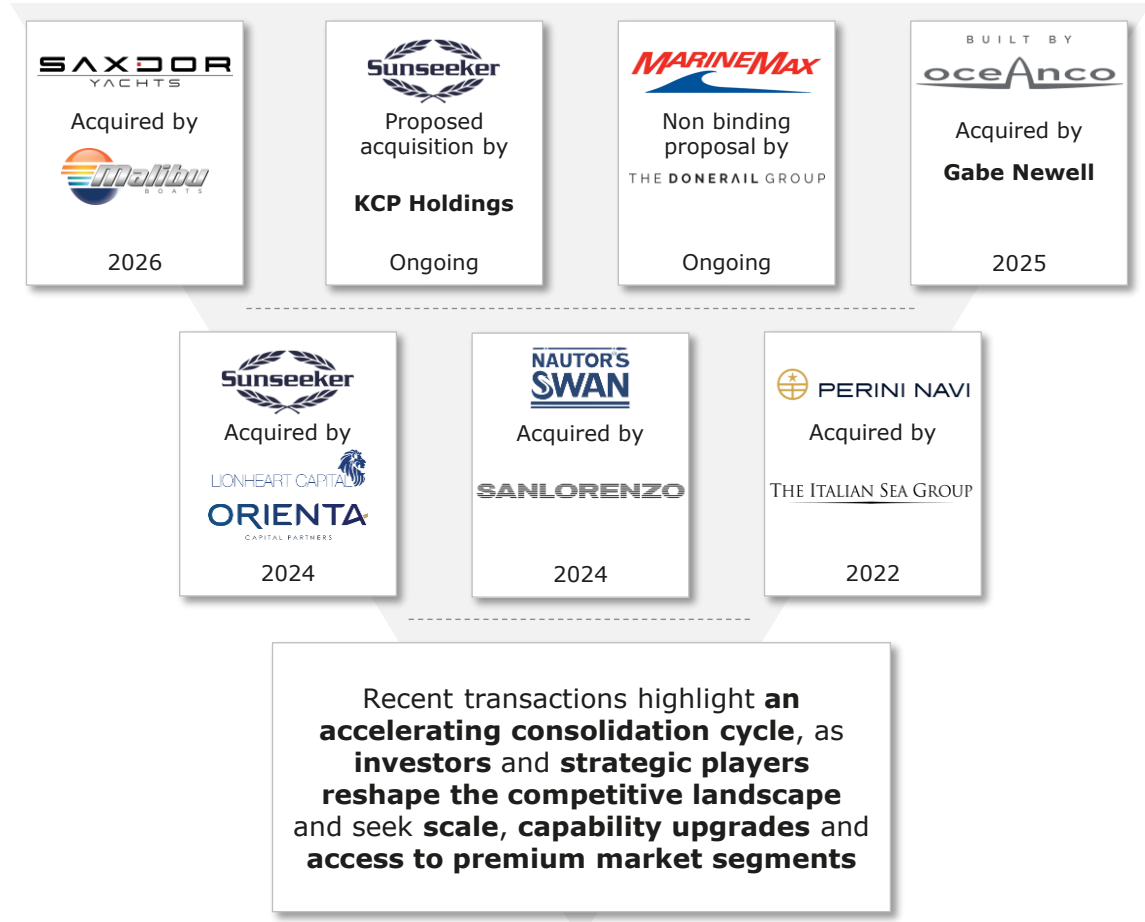 SAXDOR
YACHTS
Acquired by
Malibu
BOATS
2026
Sunseeker
Proposed
acquisition by
KCP Holdings
Ongoing
MARINEMAX
Non binding
proposal by
THE DONERAIL GROUP
Ongoing
BUILT BY
oceAnco
Acquired by
Gabe Newell
2025
Sunseeker
Acquired by
LIONHEART CAPITAL
ORIENTA
CAPITAL PARTNERS
2024
NAUTOR'S
SWAN
Acquired by
SANLORENZO
2024
PERINI NAVI
Acquired by
THE ITALIAN SEA GROUP
2022
Recent transactions highlight an
accelerating consolidation cycle, as
investors and strategic players
reshape the competitive landscape
and seek scale, capability upgrades and
access to premium market segments